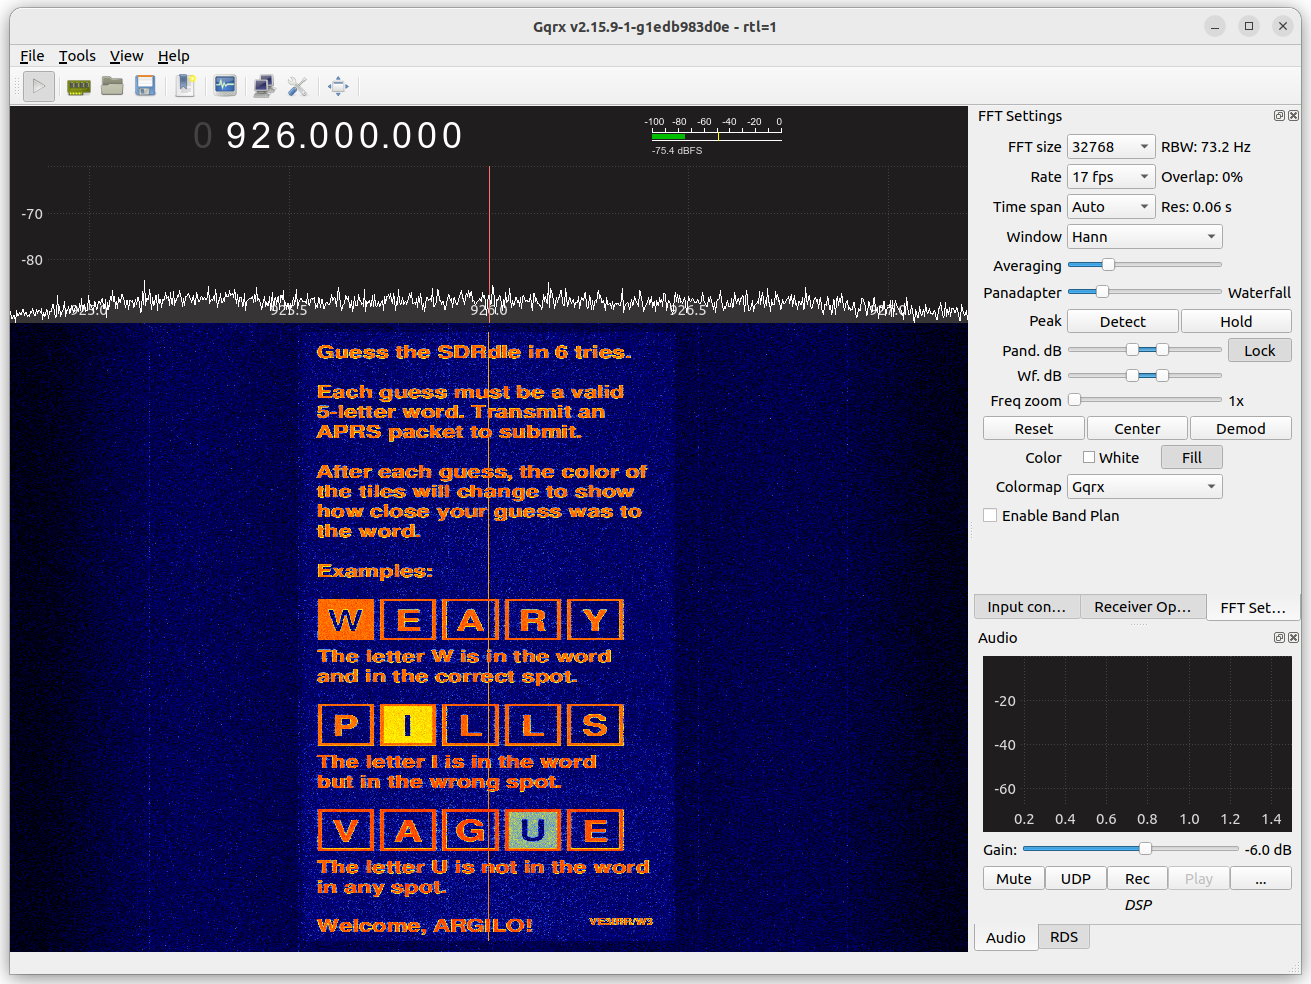 Gqrx v2.15.9-1-g1edb983d0e - rtl=1
File Tools View Help
0 926.000.000
-100 -80 -60 -40 -20 0
-75.4 dBFS
-70
-80
925.5 926.0 926.5
Guess the SDRdle in 6 tries.
Each guess must be a valid
5-letter word. Transmit an
APRS packet to submit.
After each guess, the color of
the tiles will change to show
how close your guess was to
the word.
Examples:
W E A R Y
The letter W is in the word
and in the correct spot.
P I L L S
The letter I is in the word
but in the wrong spot.
V A G U E
The letter U is not in the word
in any spot.
Welcome, ARGILO!
FFT Settings
FFT size 32768 RBW: 73.2 Hz
Rate 17 fps Overlap: 0%
Time span Auto Res: 0.06 s
Window Hann
Averaging
Panadapter Waterfall
Peak Detect Hold
Pand. dB Lock
Wf. dB
Freq zoom 1x
Reset Center Demod
Color White Fill
Colormap Gqrx
Enable Band Plan
Input con... Receiver Op... FFT Set...
Audio
-20
-40
-60
0.2 0.4 0.6 0.8 1.0 1.2 1.4
Gain: -6.0 dB
Mute UDP Rec Play ...
DSP
Audio RDS